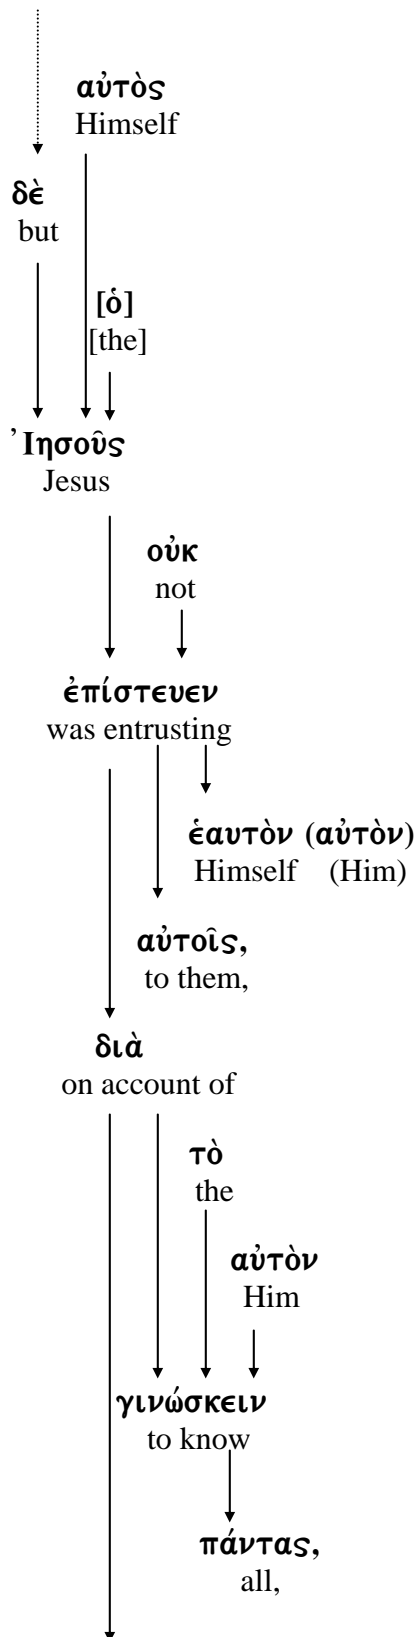 αὐτὸς
Himself
δὲ
but
[ὁ]
[the]
Ἰησοῦς
Jesus
οὐκ
not
ἐπίστευεν
was entrusting
ἑαυτὸν (αὐτὸν)
Himself (Him)
αὐτοῖς,
to them,
διὰ
on account of
τὸ
the
αὐτὸν
Him
γινώσκειν
to know
πάντας,
all,